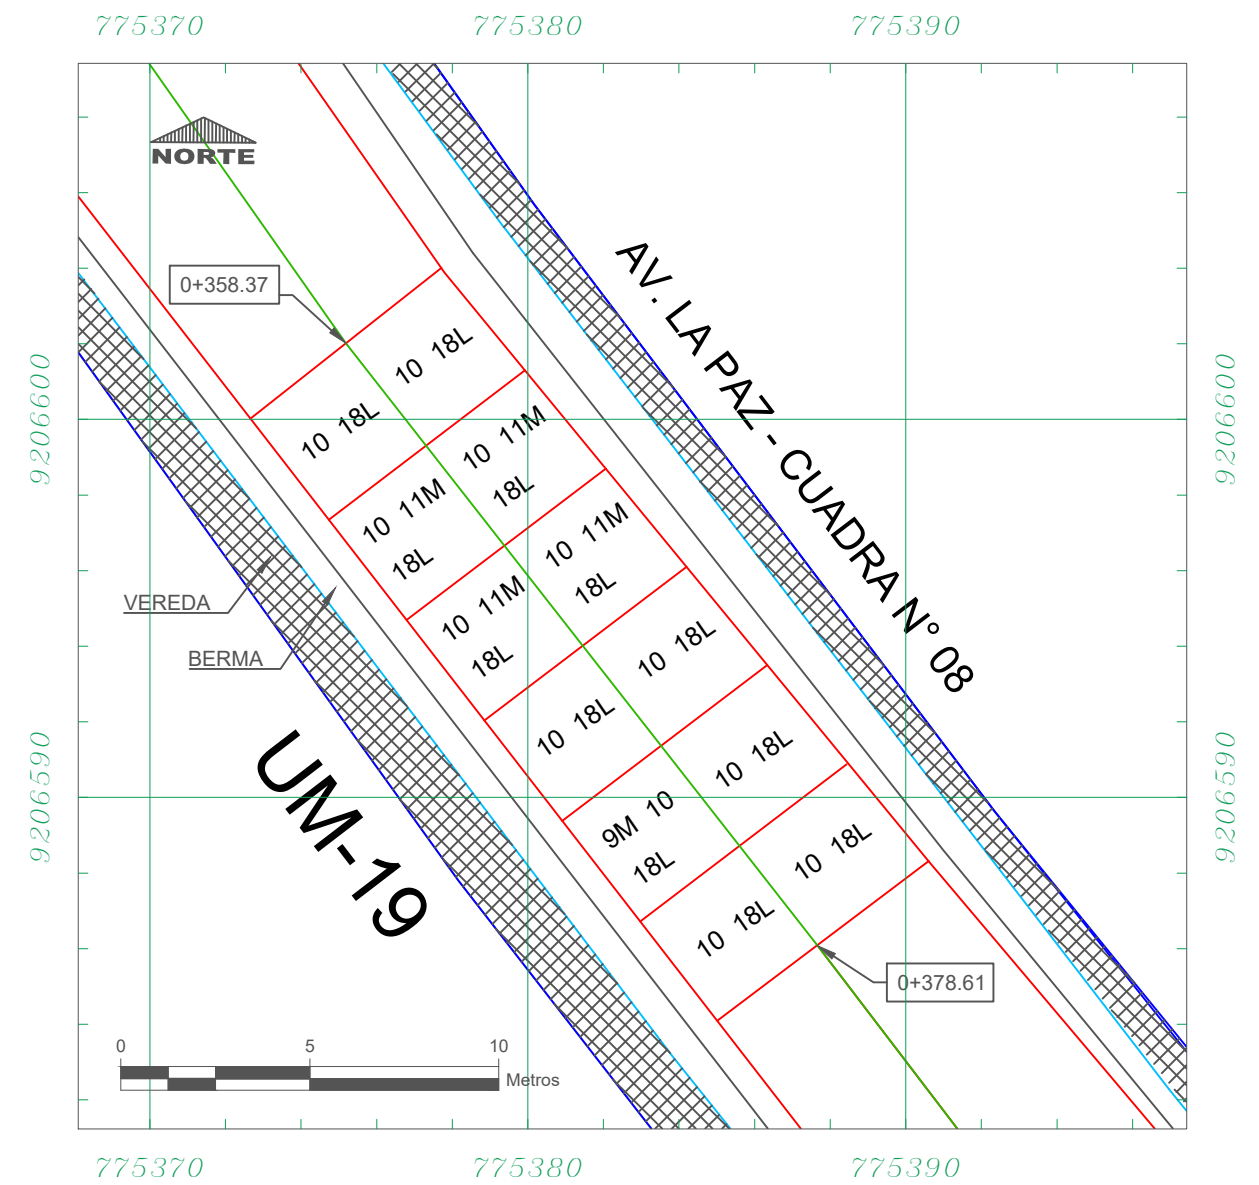 775370 775380 775390
NORTE
0+358.37
AV. LA PAZ - CUADRA N° 08
9206600 9206600
10 18L
10 18L
10 11M
18L
10 11M
18L
10 11M
18L
10 11M
18L
10 18L
10 18L
10 18L
9M 10
18L
10 18L
10 18L
VEREDA
BERMA
UM-19
9206590 9206590
0+378.61
0 5 10
Metros
775370 775380 775390